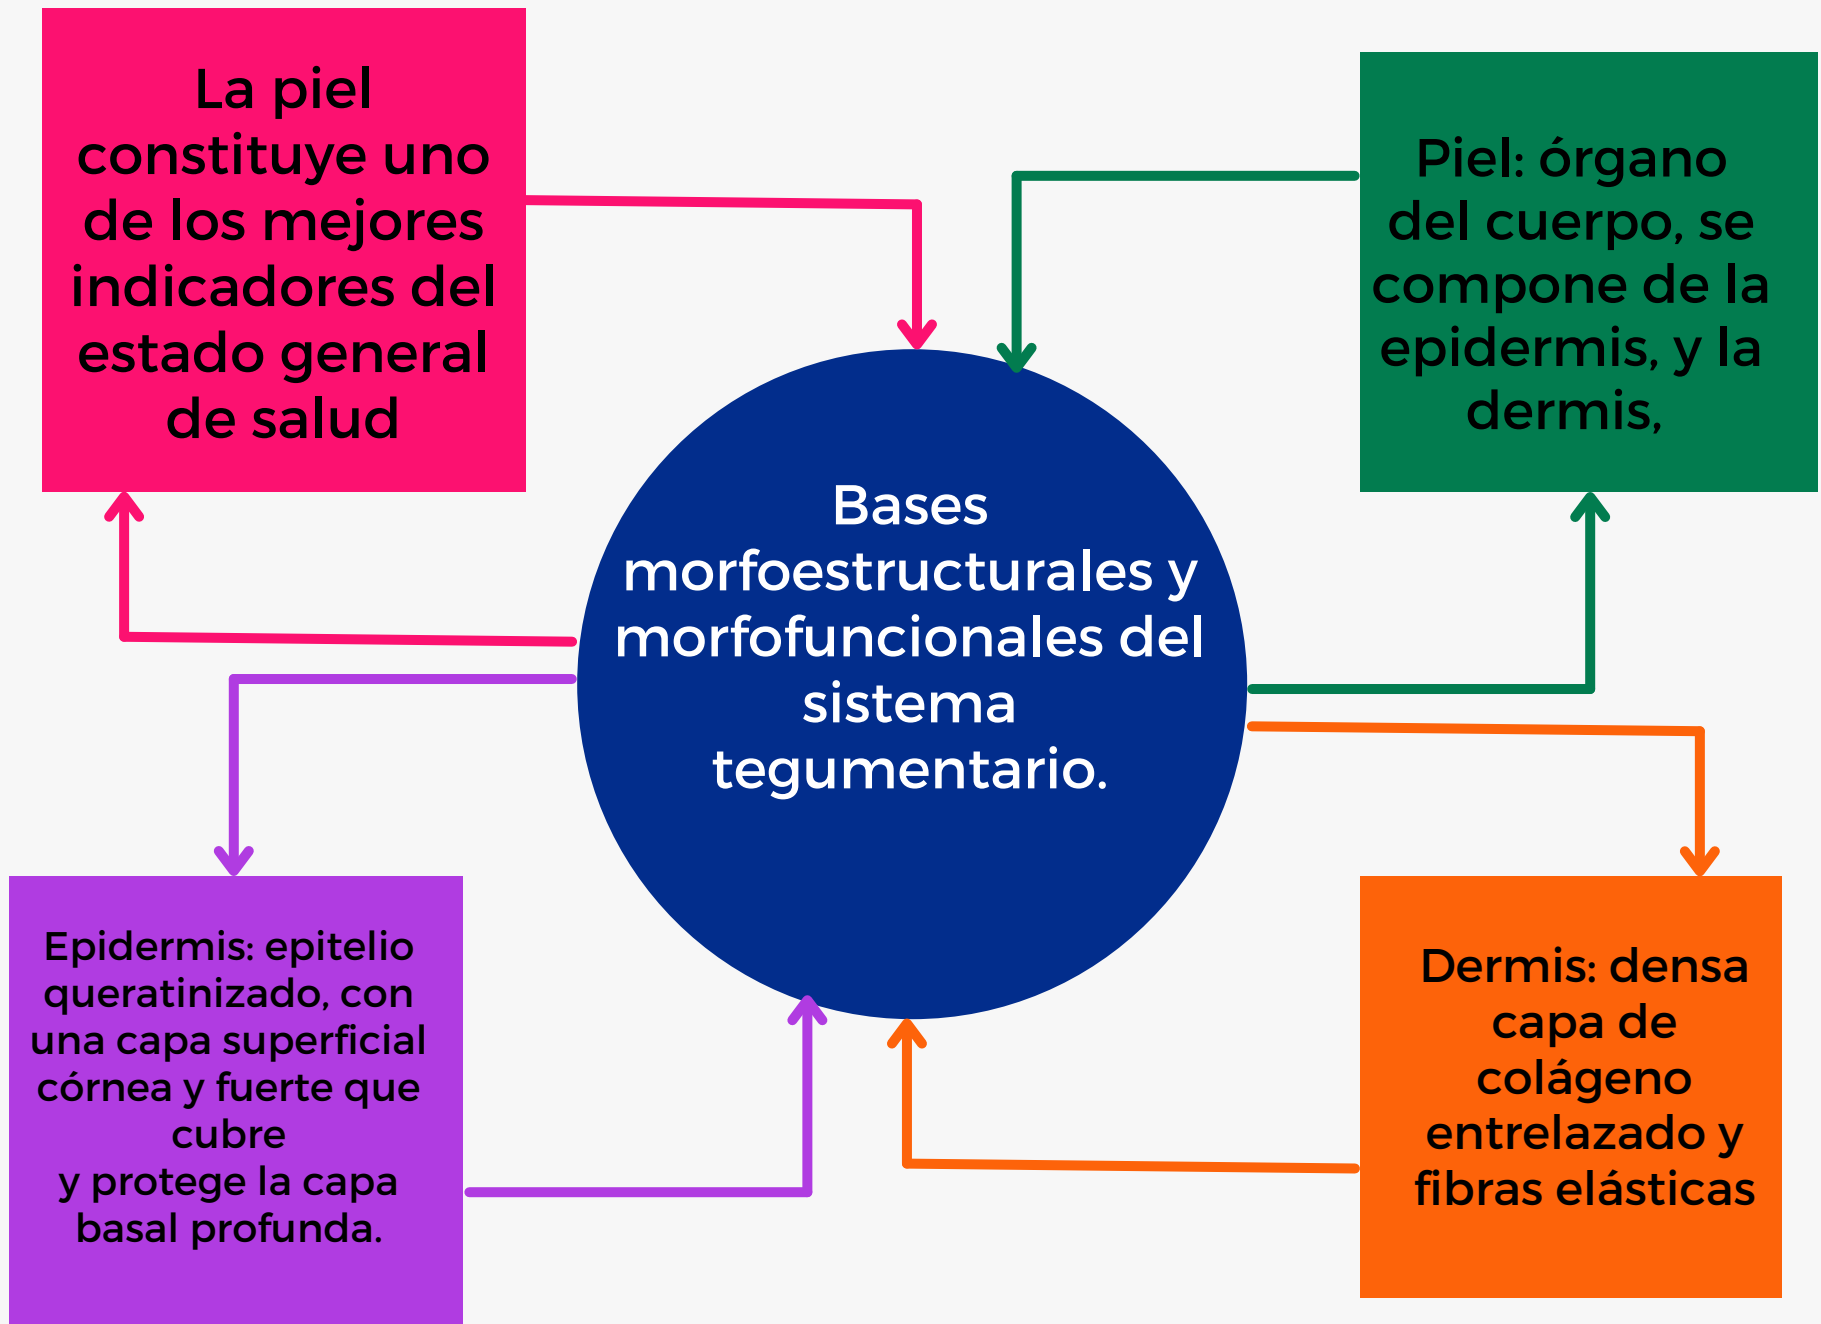 La piel
constituye uno
de los mejores
indicadores del
estado general
de salud
Piel: órgano
del cuerpo, se
compone de la
epidermis, y la
dermis,
Bases
morfoestructurales y
morfofuncionales del
sistema
tegumentario.
Epidermis: epitelio
queratinizado, con
una capa superficial
córnea y fuerte que
cubre
y protege la capa
basal profunda.
Dermis: densa
capa de
colágeno
entrelazado y
fibras elásticas